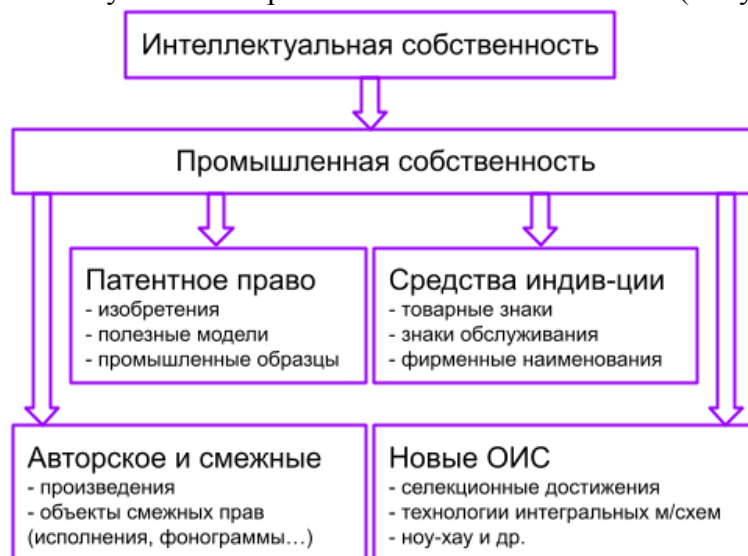 Интеллектуальная собственность
Промышленная собственность
Патентное право
- изобретения
- полезные модели
- промышленные образцы
Средства индив-ции
- товарные знаки
- знаки обслуживания
- фирменные наименования
Авторское и смежные
- произведения
- объекты смежных прав
(исполнения, фонограммы...)
Новые ОИС
- селекционные достижения
- технологии интегральных м/схем
- ноу-хау и др.